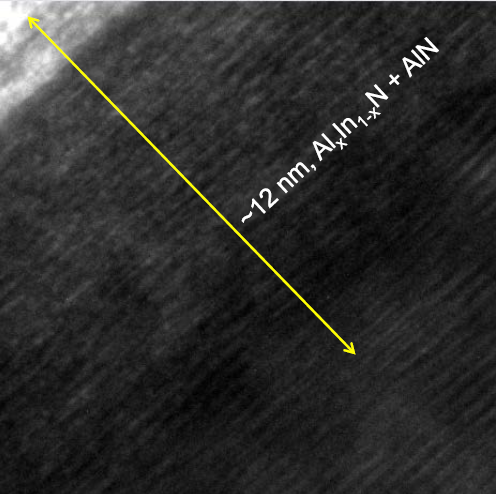 ~12 nm, AlₓIn₁₋ₓN + AlN